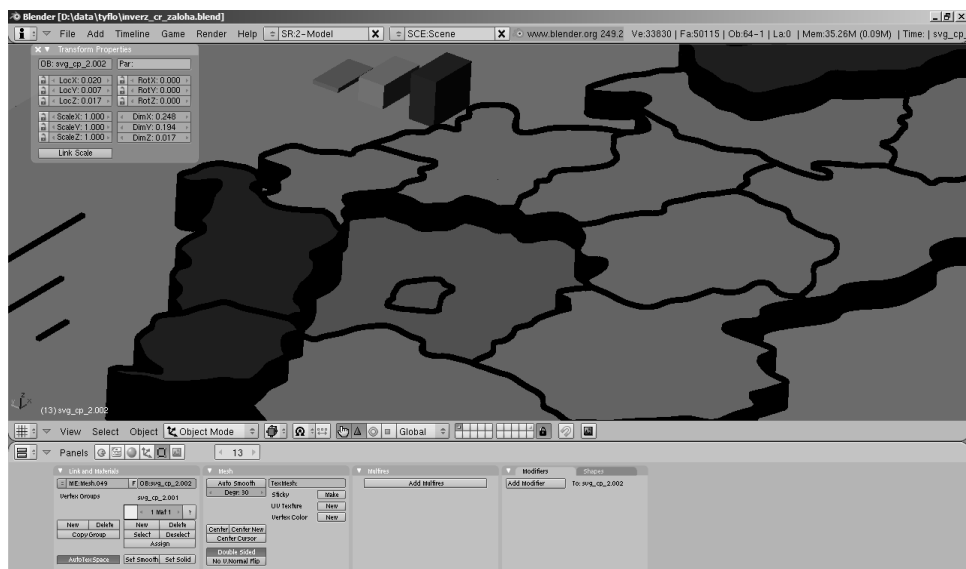 Blender [D:\data\tyflo\inverz_cr_zaloha.blend]
File Add Timeline Game Render Help SR:2-Model SCE:Scene www.blender.org 249.2 Ve:33830 | Fa:50115 | Ob:64-1 | La:0 | Mem:35.26M (0.09M) | Time: | svg_cp_
Transform Properties
OB: svg_cp_2.002 Par:
LocX: 0.020 RotX: 0.000
LocY: 0.007 RotY: 0.000
LocZ: 0.017 RotZ: 0.000
ScaleX: 1.000 DimX: 0.248
ScaleY: 1.000 DimY: 0.194
ScaleZ: 1.000 DimZ: 0.017
Link Scale
z
x
(13) svg_cp_2.002
View Select Object Object Mode Global
Panels 13
Link and Materials Mesh Multires Modifiers Shapes
ME:Mesh.049 F OB:svg_cp_2.002 Auto Smooth TexMesh: Add Multires Add Modifier To: svg_cp_2.002
Vertex Groups svg_cp_2.001 Degr: 30 Sticky Make
1 Mat 1 ? UV Texture New
Vertex Color New
New Delete New Delete
Copy Group Select Deselect Center Center New
Assign Center Cursor
Double Sided
AutoTexSpace Set Smooth Set Solid No V.Normal Flip